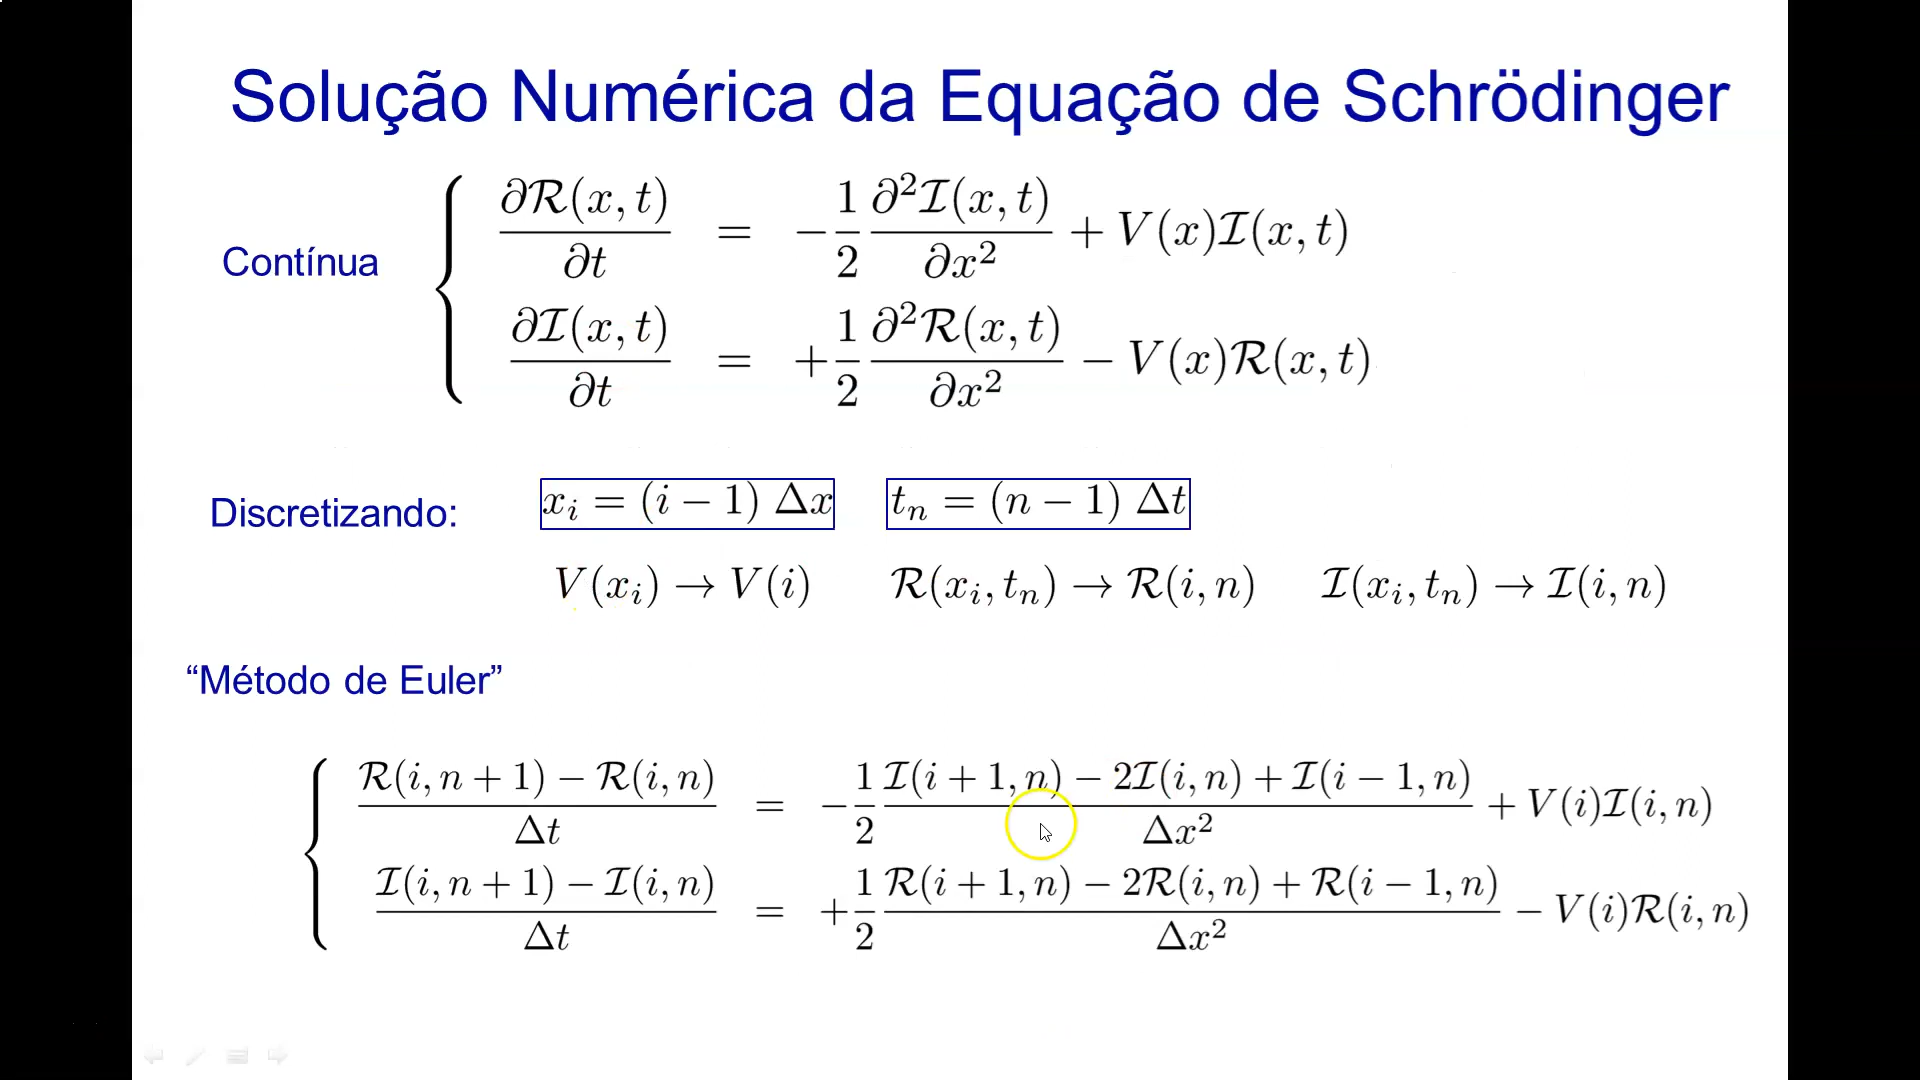 Solução Numérica da Equação de Schrödinger
Contínua
∂ℛ(x, t)/∂t = −1/2 ∂²ℐ(x, t)/∂x² + V(x)ℐ(x, t)
∂ℐ(x, t)/∂t = +1/2 ∂²ℛ(x, t)/∂x² − V(x)ℛ(x, t)
Discretizando: xᵢ = (i − 1) Δx tₙ = (n − 1) Δt
V(xᵢ) → V(i) ℛ(xᵢ, tₙ) → ℛ(i, n) ℐ(xᵢ, tₙ) → ℐ(i, n)
“Método de Euler”
(ℛ(i, n + 1) − ℛ(i, n))/Δt = −1/2 (ℐ(i + 1, n) − 2ℐ(i, n) + ℐ(i − 1, n))/Δx² + V(i)ℐ(i, n)
(ℐ(i, n + 1) − ℐ(i, n))/Δt = +1/2 (ℛ(i + 1, n) − 2ℛ(i, n) + ℛ(i − 1, n))/Δx² − V(i)ℛ(i, n)